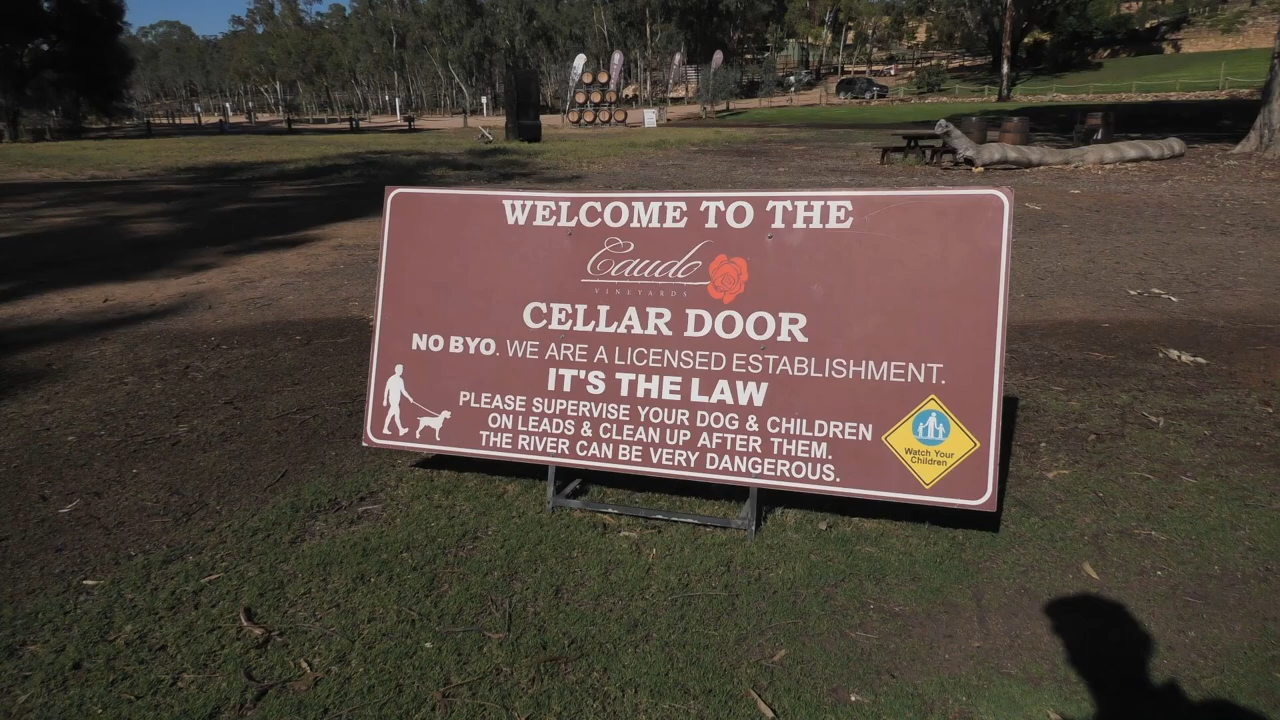 WELCOME TO THE
Caudo
VINEYARDS
CELLAR DOOR
NO BYO. WE ARE A LICENSED ESTABLISHMENT.
IT'S THE LAW
PLEASE SUPERVISE YOUR DOG & CHILDREN
ON LEADS & CLEAN UP AFTER THEM.
THE RIVER CAN BE VERY DANGEROUS.
Watch Your
Children